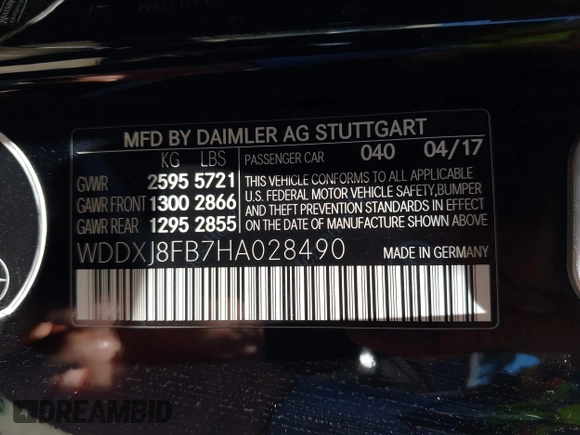 MFD BY DAIMLER AG STUTTGART
KG LBS PASSENGER CAR 040 04/17
GVWR 2595 5721
GAWR FRONT 1300 2866
GAWR REAR 1295 2855
THIS VEHICLE CONFORMS TO ALL APPLICABLE
U.S. FEDERAL MOTOR VEHICLE SAFETY, BUMPER
AND THEFT PREVENTION STANDARDS IN EFFECT
ON THE DATE OF MANUFACTURE SHOWN ABOVE
WDDXJ8FB7HA028490 MADE IN GERMANY
DREAMBID